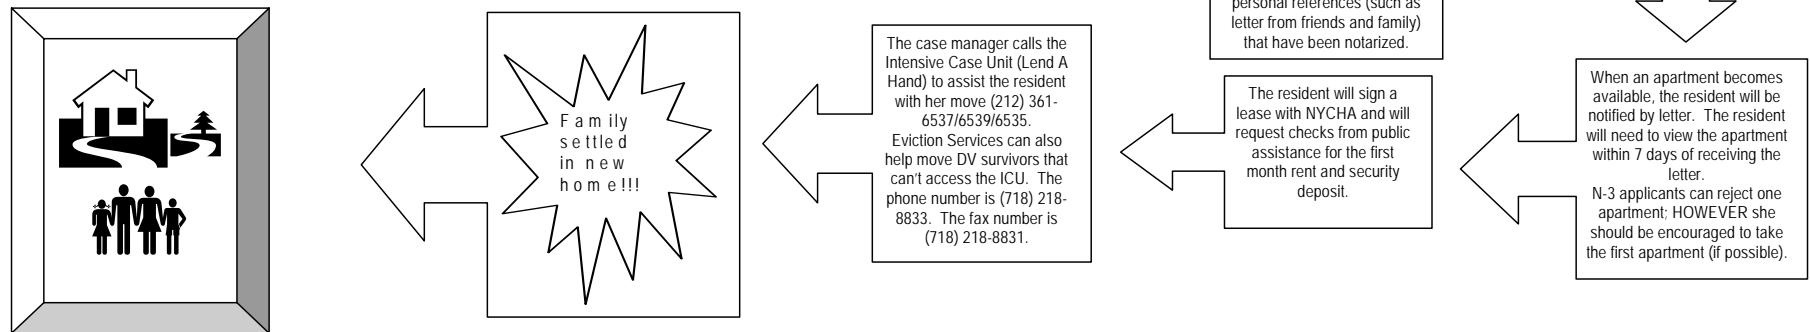 personal references (such as
letter from friends and family)
that have been notarized.
When an apartment becomes
available, the resident will be
notified by letter. The resident
will need to view the apartment
within 7 days of receiving the
letter.
N-3 applicants can reject one
apartment; HOWEVER she
should be encouraged to take
the first apartment (if possible).
The resident will sign a
lease with NYCHA and will
request checks from public
assistance for the first
month rent and security
deposit.
The case manager calls the
Intensive Case Unit (Lend A
Hand) to assist the resident
with her move (212) 361-
6537/6539/6535.
Eviction Services can also
help move DV survivors that
can't access the ICU. The
phone number is (718) 218-
8833. The fax number is
(718) 218-8831.
Family
settled
in new
home!!!